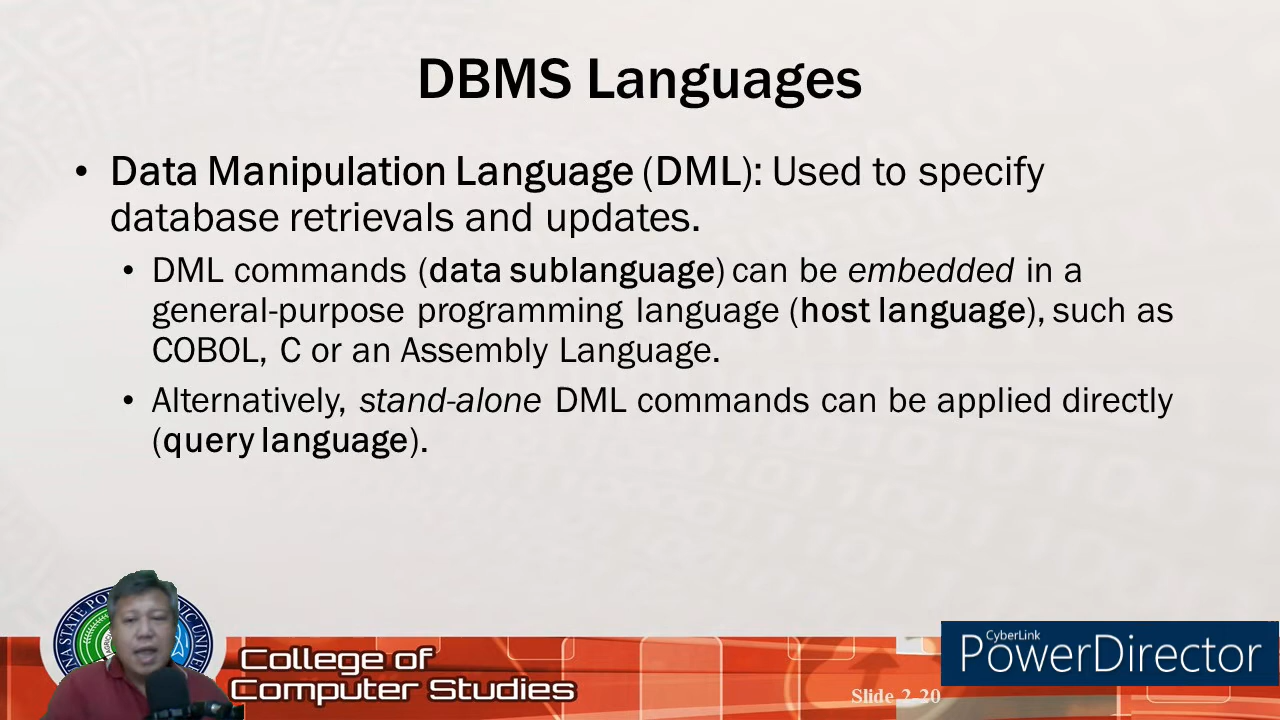 DBMS Languages
• Data Manipulation Language (DML): Used to specify
database retrievals and updates.
• DML commands (data sublanguage) can be embedded in a
general-purpose programming language (host language), such as
COBOL, C or an Assembly Language.
• Alternatively, stand-alone DML commands can be applied directly
(query language).
College of
Computer Studies
Slide 2-20
CyberLink
PowerDirector